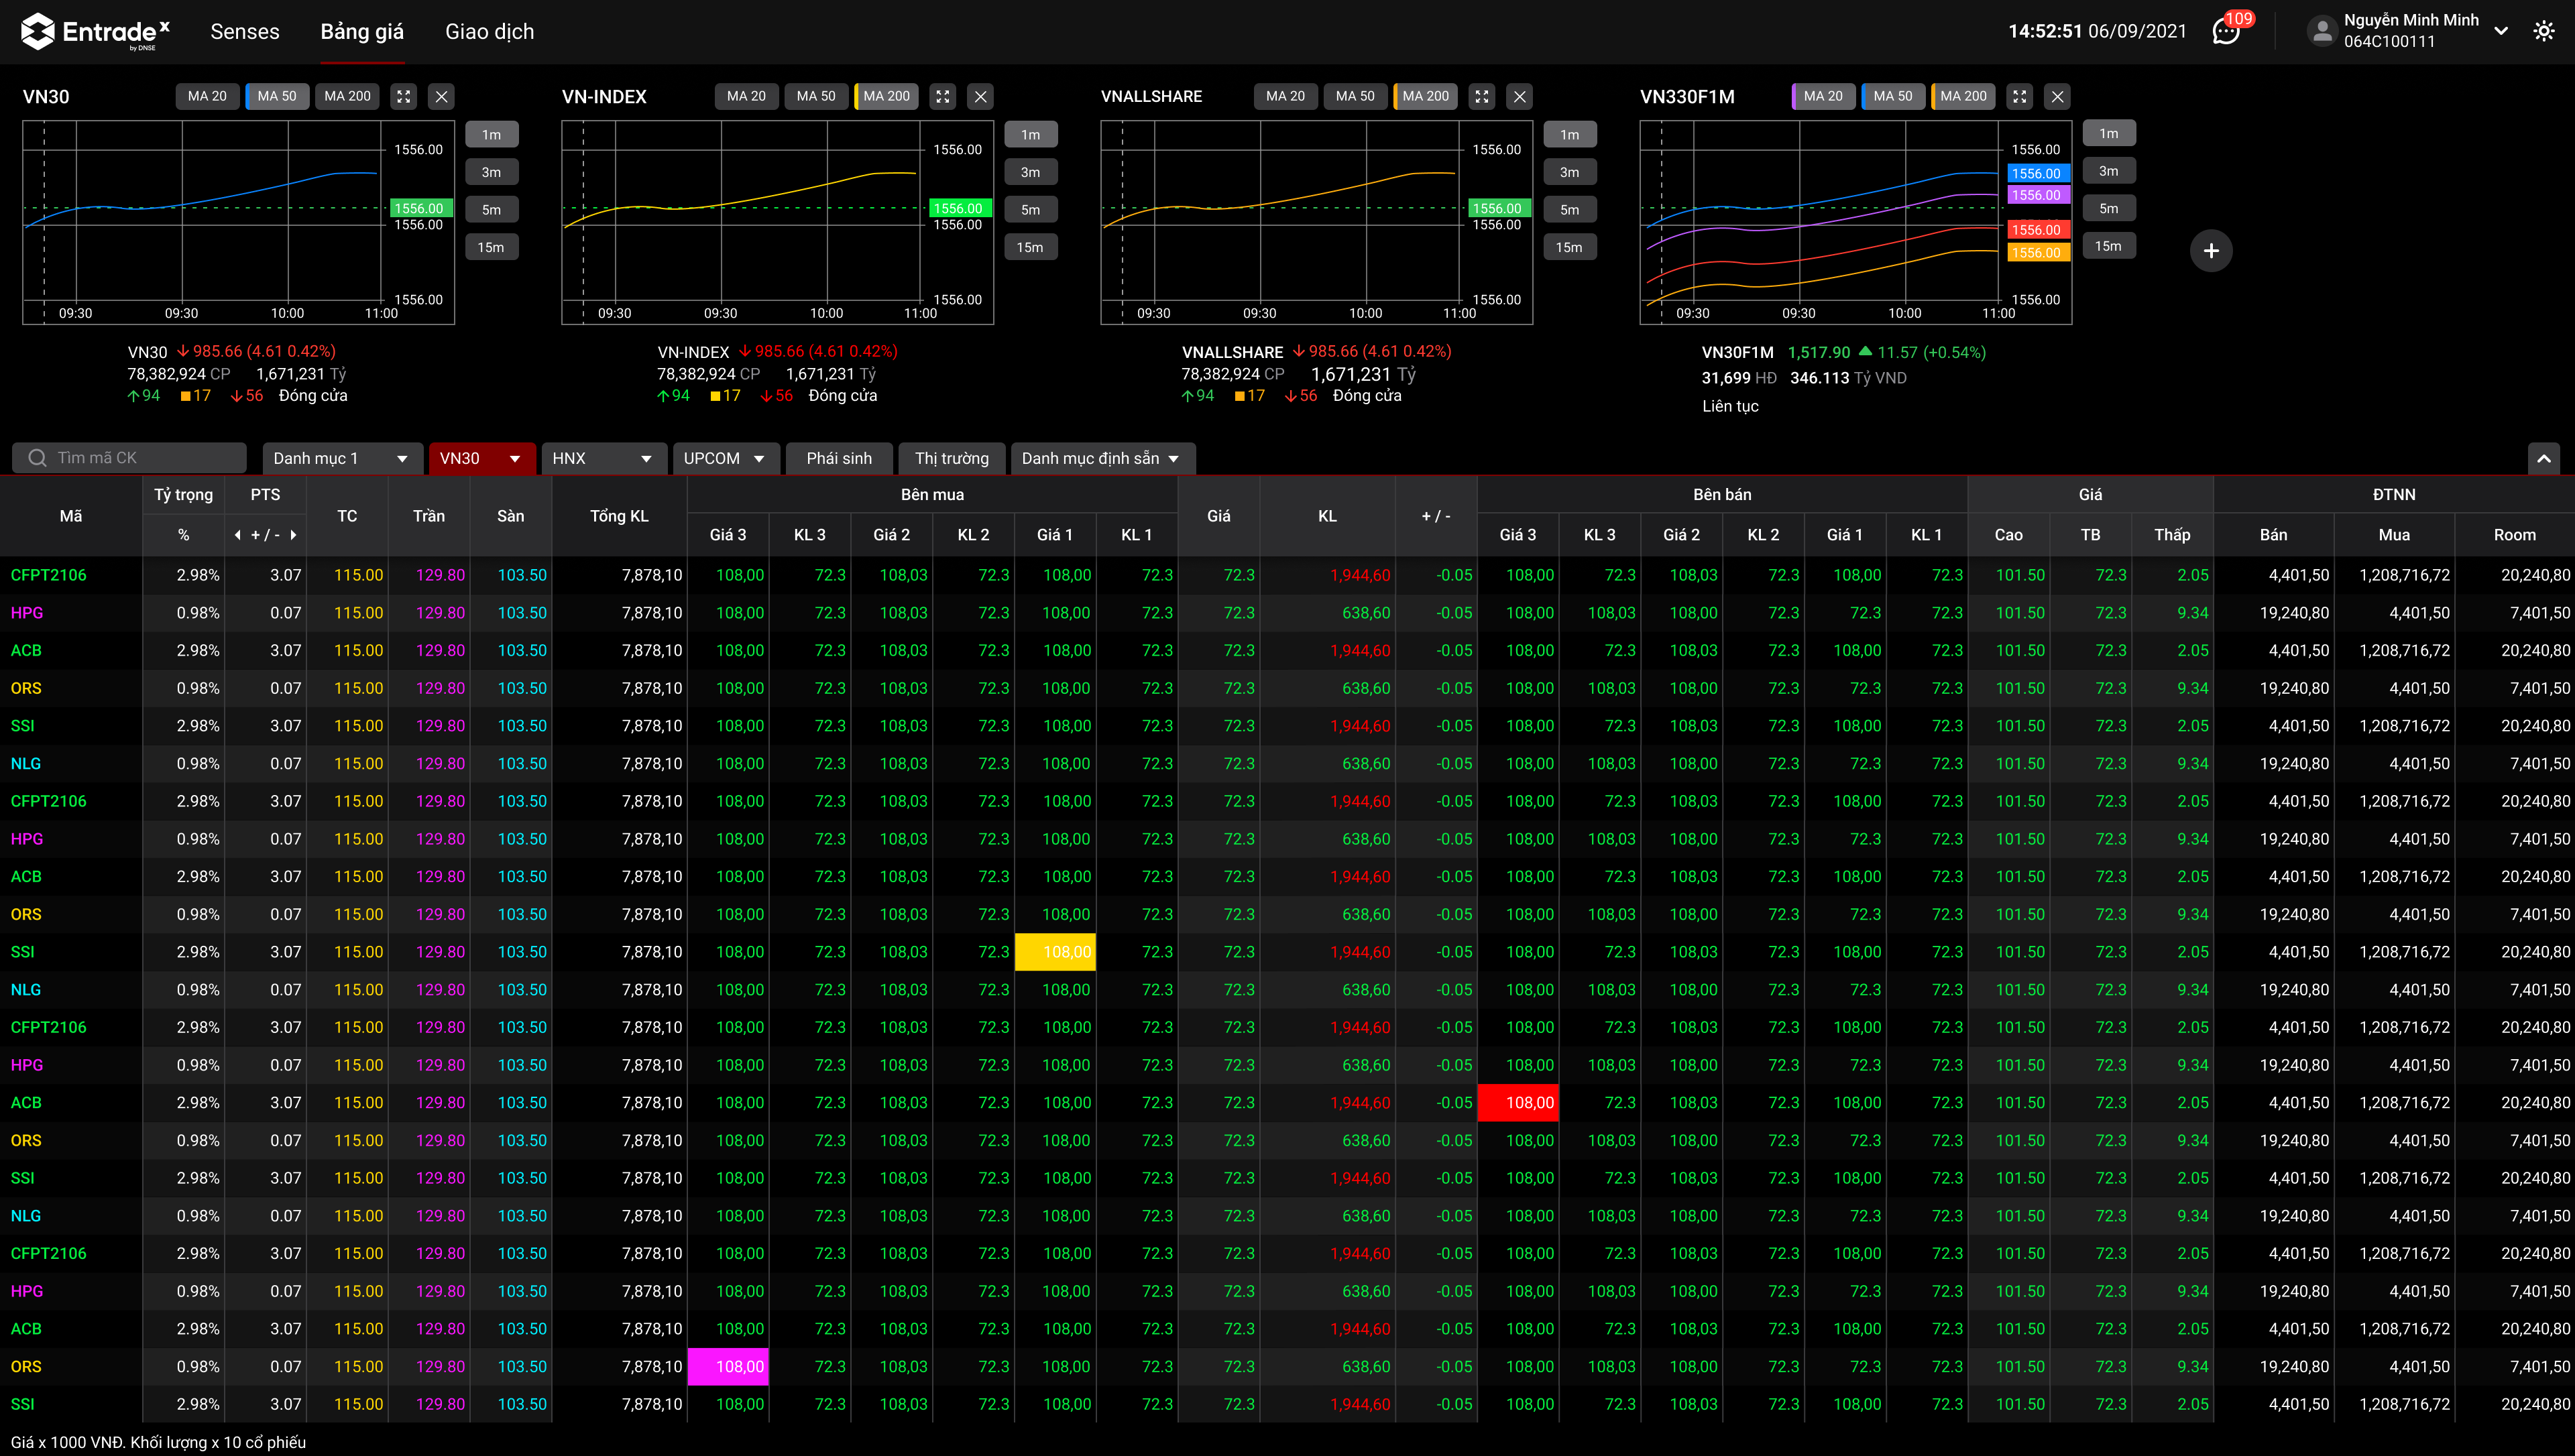 Entrade X Senses Bảng giá Giao dịch 14:52:51 06/09/2021 109 Nguyễn Minh Minh
by DNSE 064C100111
VN30 MA 20 MA 50 MA 200
1m
3m
5m
15m
1556.00
1556.00
1556.00
1556.00
09:30 09:30 10:00 11:00
VN30 985.66 (4.61 0.42%)
78,382,924 CP 1,671,231 Tỷ
94 17 56 Đóng cửa
VN-INDEX MA 20 MA 50 MA 200
1m
3m
5m
15m
1556.00
1556.00
1556.00
1556.00
09:30 09:30 10:00 11:00
VN-INDEX 985.66 (4.61 0.42%)
78,382,924 CP 1,671,231 Tỷ
94 17 56 Đóng cửa
VNALLSHARE MA 20 MA 50 MA 200
1m
3m
5m
15m
1556.00
1556.00
1556.00
1556.00
09:30 09:30 10:00 11:00
VNALLSHARE 985.66 (4.61 0.42%)
78,382,924 CP 1,671,231 Tỷ
94 17 56 Đóng cửa
VN330F1M MA 20 MA 50 MA 200
1m
3m
5m
15m
1556.00
1556.00
1556.00
1556.00
1556.00
1556.00
09:30 09:30 10:00 11:00
VN30F1M 1,517.90 11.57 (+0.54%)
31,699 HĐ 346.113 Tỷ VND
Liên tục
Tìm mã CK Danh mục 1 VN30 HNX UPCOM Phái sinh Thị trường Danh mục định sẵn
Mã Tỷ trọng PTS TC Trần Sàn Tổng KL Bên mua Giá KL + / - Bên bán Giá ĐTNN
% + / - Giá 3 KL 3 Giá 2 KL 2 Giá 1 KL 1 Giá 3 KL 3 Giá 2 KL 2 Giá 1 KL 1 Cao TB Thấp Bán Mua Room
CFPT2106 2.98% 3.07 115.00 129.80 103.50 7,878,10 108,00 72.3 108,03 72.3 108,00 72.3 72.3 1,944,60 -0.05 108,00 72.3 108,03 72.3 108,00 72.3 101.50 72.3 2.05 4,401,50 1,208,716,72 20,240,80
HPG 0.98% 0.07 115.00 129.80 103.50 7,878,10 108,00 72.3 108,03 72.3 108,00 72.3 72.3 638,60 -0.05 108,00 108,03 108,00 72.3 72.3 72.3 101.50 72.3 9.34 19,240,80 4,401,50 7,401,50
ACB 2.98% 3.07 115.00 129.80 103.50 7,878,10 108,00 72.3 108,03 72.3 108,00 72.3 72.3 1,944,60 -0.05 108,00 72.3 108,03 72.3 108,00 72.3 101.50 72.3 2.05 4,401,50 1,208,716,72 20,240,80
ORS 0.98% 0.07 115.00 129.80 103.50 7,878,10 108,00 72.3 108,03 72.3 108,00 72.3 72.3 638,60 -0.05 108,00 108,03 108,00 72.3 72.3 72.3 101.50 72.3 9.34 19,240,80 4,401,50 7,401,50
SSI 2.98% 3.07 115.00 129.80 103.50 7,878,10 108,00 72.3 108,03 72.3 108,00 72.3 72.3 1,944,60 -0.05 108,00 72.3 108,03 72.3 108,00 72.3 101.50 72.3 2.05 4,401,50 1,208,716,72 20,240,80
NLG 0.98% 0.07 115.00 129.80 103.50 7,878,10 108,00 72.3 108,03 72.3 108,00 72.3 72.3 638,60 -0.05 108,00 108,03 108,00 72.3 72.3 72.3 101.50 72.3 9.34 19,240,80 4,401,50 7,401,50
CFPT2106 2.98% 3.07 115.00 129.80 103.50 7,878,10 108,00 72.3 108,03 72.3 108,00 72.3 72.3 1,944,60 -0.05 108,00 72.3 108,03 72.3 108,00 72.3 101.50 72.3 2.05 4,401,50 1,208,716,72 20,240,80
HPG 0.98% 0.07 115.00 129.80 103.50 7,878,10 108,00 72.3 108,03 72.3 108,00 72.3 72.3 638,60 -0.05 108,00 108,03 108,00 72.3 72.3 72.3 101.50 72.3 9.34 19,240,80 4,401,50 7,401,50
ACB 2.98% 3.07 115.00 129.80 103.50 7,878,10 108,00 72.3 108,03 72.3 108,00 72.3 72.3 1,944,60 -0.05 108,00 72.3 108,03 72.3 108,00 72.3 101.50 72.3 2.05 4,401,50 1,208,716,72 20,240,80
ORS 0.98% 0.07 115.00 129.80 103.50 7,878,10 108,00 72.3 108,03 72.3 108,00 72.3 72.3 638,60 -0.05 108,00 108,03 108,00 72.3 72.3 72.3 101.50 72.3 9.34 19,240,80 4,401,50 7,401,50
SSI 2.98% 3.07 115.00 129.80 103.50 7,878,10 108,00 72.3 108,03 72.3 108,00 72.3 72.3 1,944,60 -0.05 108,00 72.3 108,03 72.3 108,00 72.3 101.50 72.3 2.05 4,401,50 1,208,716,72 20,240,80
NLG 0.98% 0.07 115.00 129.80 103.50 7,878,10 108,00 72.3 108,03 72.3 108,00 72.3 72.3 638,60 -0.05 108,00 108,03 108,00 72.3 72.3 72.3 101.50 72.3 9.34 19,240,80 4,401,50 7,401,50
CFPT2106 2.98% 3.07 115.00 129.80 103.50 7,878,10 108,00 72.3 108,03 72.3 108,00 72.3 72.3 1,944,60 -0.05 108,00 72.3 108,03 72.3 108,00 72.3 101.50 72.3 2.05 4,401,50 1,208,716,72 20,240,80
HPG 0.98% 0.07 115.00 129.80 103.50 7,878,10 108,00 72.3 108,03 72.3 108,00 72.3 72.3 638,60 -0.05 108,00 108,03 108,00 72.3 72.3 72.3 101.50 72.3 9.34 19,240,80 4,401,50 7,401,50
ACB 2.98% 3.07 115.00 129.80 103.50 7,878,10 108,00 72.3 108,03 72.3 108,00 72.3 72.3 1,944,60 -0.05 108,00 72.3 108,03 72.3 108,00 72.3 101.50 72.3 2.05 4,401,50 1,208,716,72 20,240,80
ORS 0.98% 0.07 115.00 129.80 103.50 7,878,10 108,00 72.3 108,03 72.3 108,00 72.3 72.3 638,60 -0.05 108,00 108,03 108,00 72.3 72.3 72.3 101.50 72.3 9.34 19,240,80 4,401,50 7,401,50
SSI 2.98% 3.07 115.00 129.80 103.50 7,878,10 108,00 72.3 108,03 72.3 108,00 72.3 72.3 1,944,60 -0.05 108,00 72.3 108,03 72.3 108,00 72.3 101.50 72.3 2.05 4,401,50 1,208,716,72 20,240,80
NLG 0.98% 0.07 115.00 129.80 103.50 7,878,10 108,00 72.3 108,03 72.3 108,00 72.3 72.3 638,60 -0.05 108,00 108,03 108,00 72.3 72.3 72.3 101.50 72.3 9.34 19,240,80 4,401,50 7,401,50
CFPT2106 2.98% 3.07 115.00 129.80 103.50 7,878,10 108,00 72.3 108,03 72.3 108,00 72.3 72.3 1,944,60 -0.05 108,00 72.3 108,03 72.3 108,00 72.3 101.50 72.3 2.05 4,401,50 1,208,716,72 20,240,80
HPG 0.98% 0.07 115.00 129.80 103.50 7,878,10 108,00 72.3 108,03 72.3 108,00 72.3 72.3 638,60 -0.05 108,00 108,03 108,00 72.3 72.3 72.3 101.50 72.3 9.34 19,240,80 4,401,50 7,401,50
ACB 2.98% 3.07 115.00 129.80 103.50 7,878,10 108,00 72.3 108,03 72.3 108,00 72.3 72.3 1,944,60 -0.05 108,00 72.3 108,03 72.3 108,00 72.3 101.50 72.3 2.05 4,401,50 1,208,716,72 20,240,80
ORS 0.98% 0.07 115.00 129.80 103.50 7,878,10 108,00 72.3 108,03 72.3 108,00 72.3 72.3 638,60 -0.05 108,00 108,03 108,00 72.3 72.3 72.3 101.50 72.3 9.34 19,240,80 4,401,50 7,401,50
SSI 2.98% 3.07 115.00 129.80 103.50 7,878,10 108,00 72.3 108,03 72.3 108,00 72.3 72.3 1,944,60 -0.05 108,00 72.3 108,03 72.3 108,00 72.3 101.50 72.3 2.05 4,401,50 1,208,716,72 20,240,80
Giá x 1000 VNĐ. Khối lượng x 10 cổ phiếu